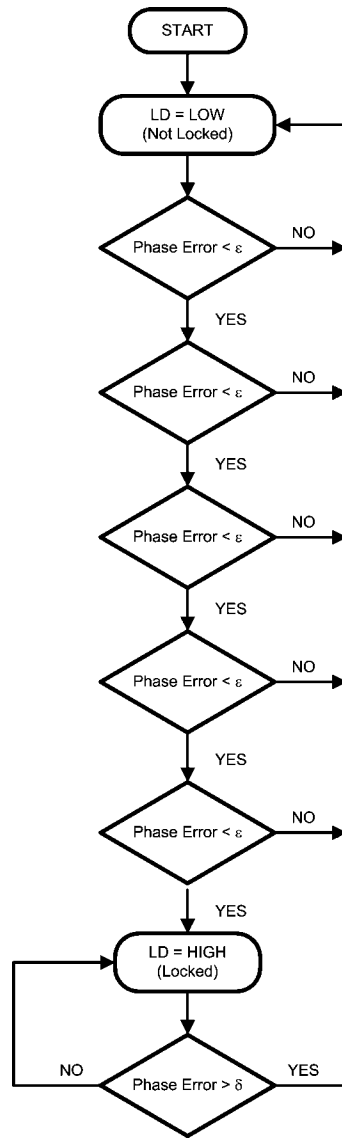 START
LD = LOW
(Not Locked)
Phase Error < ε
NO
YES
Phase Error < ε
NO
YES
Phase Error < ε
NO
YES
Phase Error < ε
NO
YES
Phase Error < ε
NO
YES
LD = HIGH
(Locked)
NO
Phase Error > δ
YES